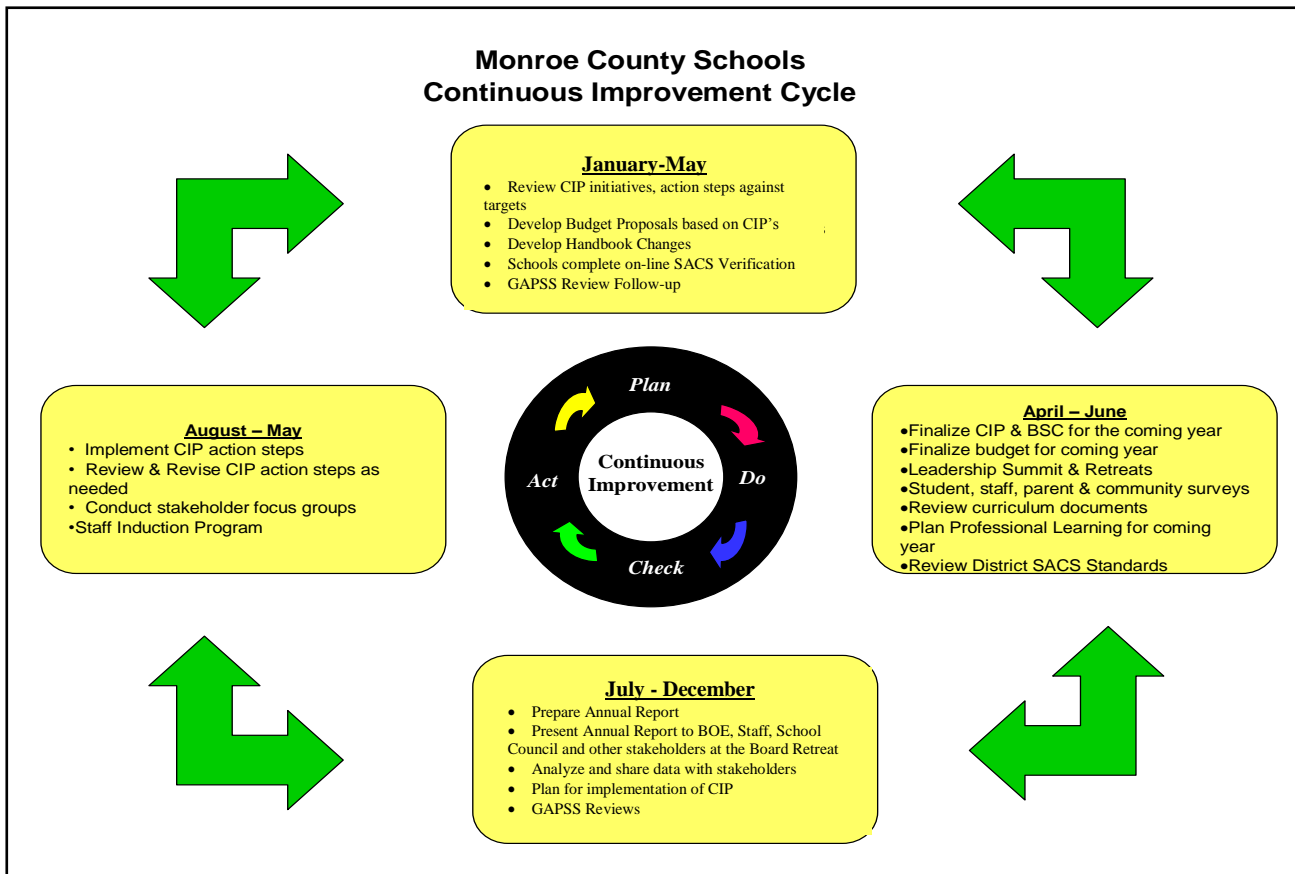 Monroe County Schools
Continuous Improvement Cycle
January-May
• Review CIP initiatives, action steps against
targets
• Develop Budget Proposals based on CIP's
• Develop Handbook Changes
• Schools complete on-line SACS Verification
• GAPSS Review Follow-up
August – May
• Implement CIP action steps
• Review & Revise CIP action steps as
needed
• Conduct stakeholder focus groups
•Staff Induction Program
Plan
Act
Continuous
Improvement
Do
Check
April – June
•Finalize CIP & BSC for the coming year
•Finalize budget for coming year
•Leadership Summit & Retreats
•Student, staff, parent & community surveys
•Review curriculum documents
•Plan Professional Learning for coming
year
•Review District SACS Standards
July - December
• Prepare Annual Report
• Present Annual Report to BOE, Staff, School
Council and other stakeholders at the Board Retreat
• Analyze and share data with stakeholders
• Plan for implementation of CIP
• GAPSS Reviews